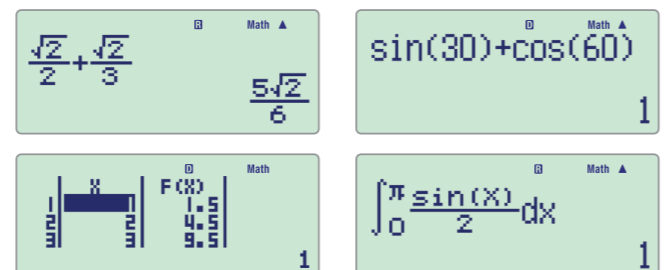 R Math ▲
√2/2+√2/3
5√2/6
D Math ▲
sin(30)+cos(60)
1
D Math
X F(X)
1 1 1.5
2 2 4.5
3 3 9.5
1
R Math ▲
∫0^π sin(X)/2 dx
1